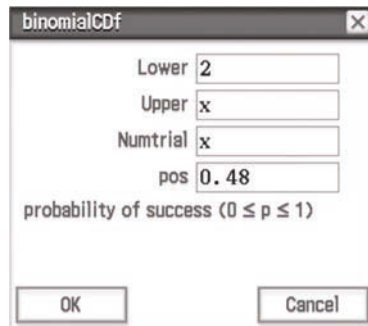 binomialCDf
Lower 2
Upper x
Numtrial x
pos 0.48
probability of success (0 ≤ p ≤ 1)
OK Cancel